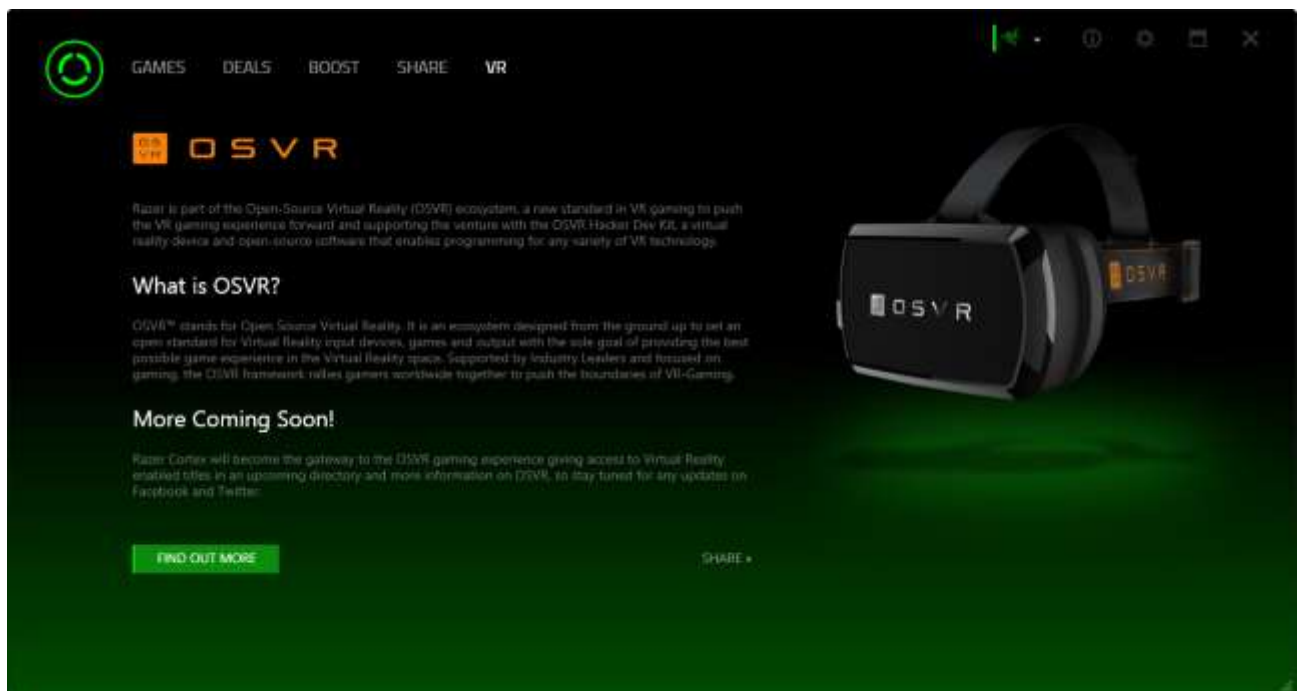 GAMES DEALS BOOST SHARE VR
OSVR
Razer is part of the Open-Source Virtual Reality (OSVR) ecosystem, a new standard in VR gaming to push
the VR gaming experience forward and supporting the venture with the OSVR Hacker Dev Kit, a virtual
reality device and open-source software that enables programming for any variety of VR technology.
What is OSVR?
OSVR™ stands for Open Source Virtual Reality. It is an ecosystem designed from the ground up to set an
open standard for Virtual Reality input devices, games and output with the sole goal of providing the best
possible game experience in the Virtual Reality space. Supported by Industry Leaders and focused on
gaming, the OSVR framework rallies gamers worldwide together to push the boundaries of VR-Gaming.
More Coming Soon!
Razer Cortex will become the gateway to the OSVR gaming experience giving access to Virtual Reality
enabled titles in an upcoming directory and more information on OSVR, so stay tuned for any updates on
Facebook and Twitter.
FIND OUT MORE
SHARE
OSVR
OSVR